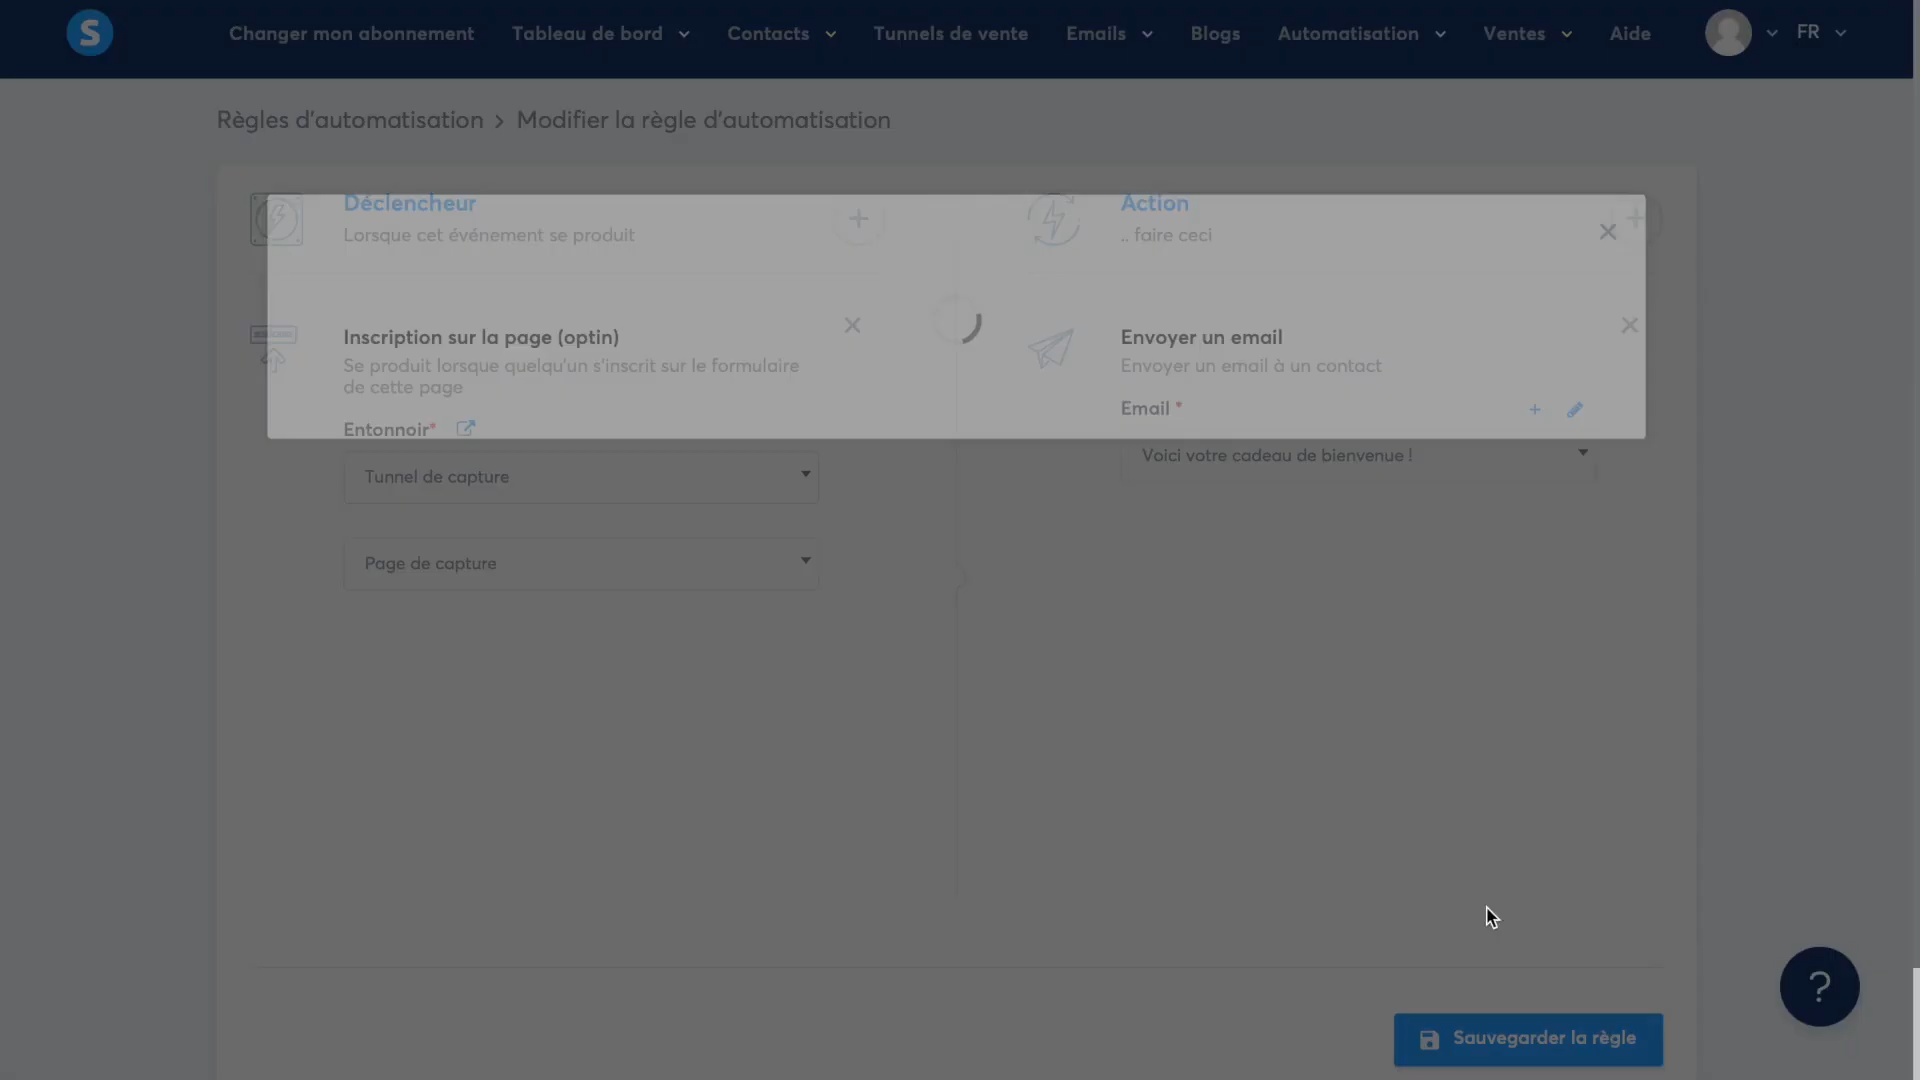 S
Changer mon abonnement
Tableau de bord
Contacts
Tunnels de vente
Emails
Blogs
Automatisation
Ventes
Aide
FR
Règles d'automatisation > Modifier la règle d'automatisation
Déclencheur
Lorsque cet événement se produit
Action
.. faire ceci
Inscription sur la page (optin)
Se produit lorsque quelqu'un s'inscrit sur le formulaire
de cette page
Entonnoir*
Tunnel de capture
Page de capture
Envoyer un email
Envoyer un email à un contact
Email *
Voici votre cadeau de bienvenue !
?
Sauvegarder la règle